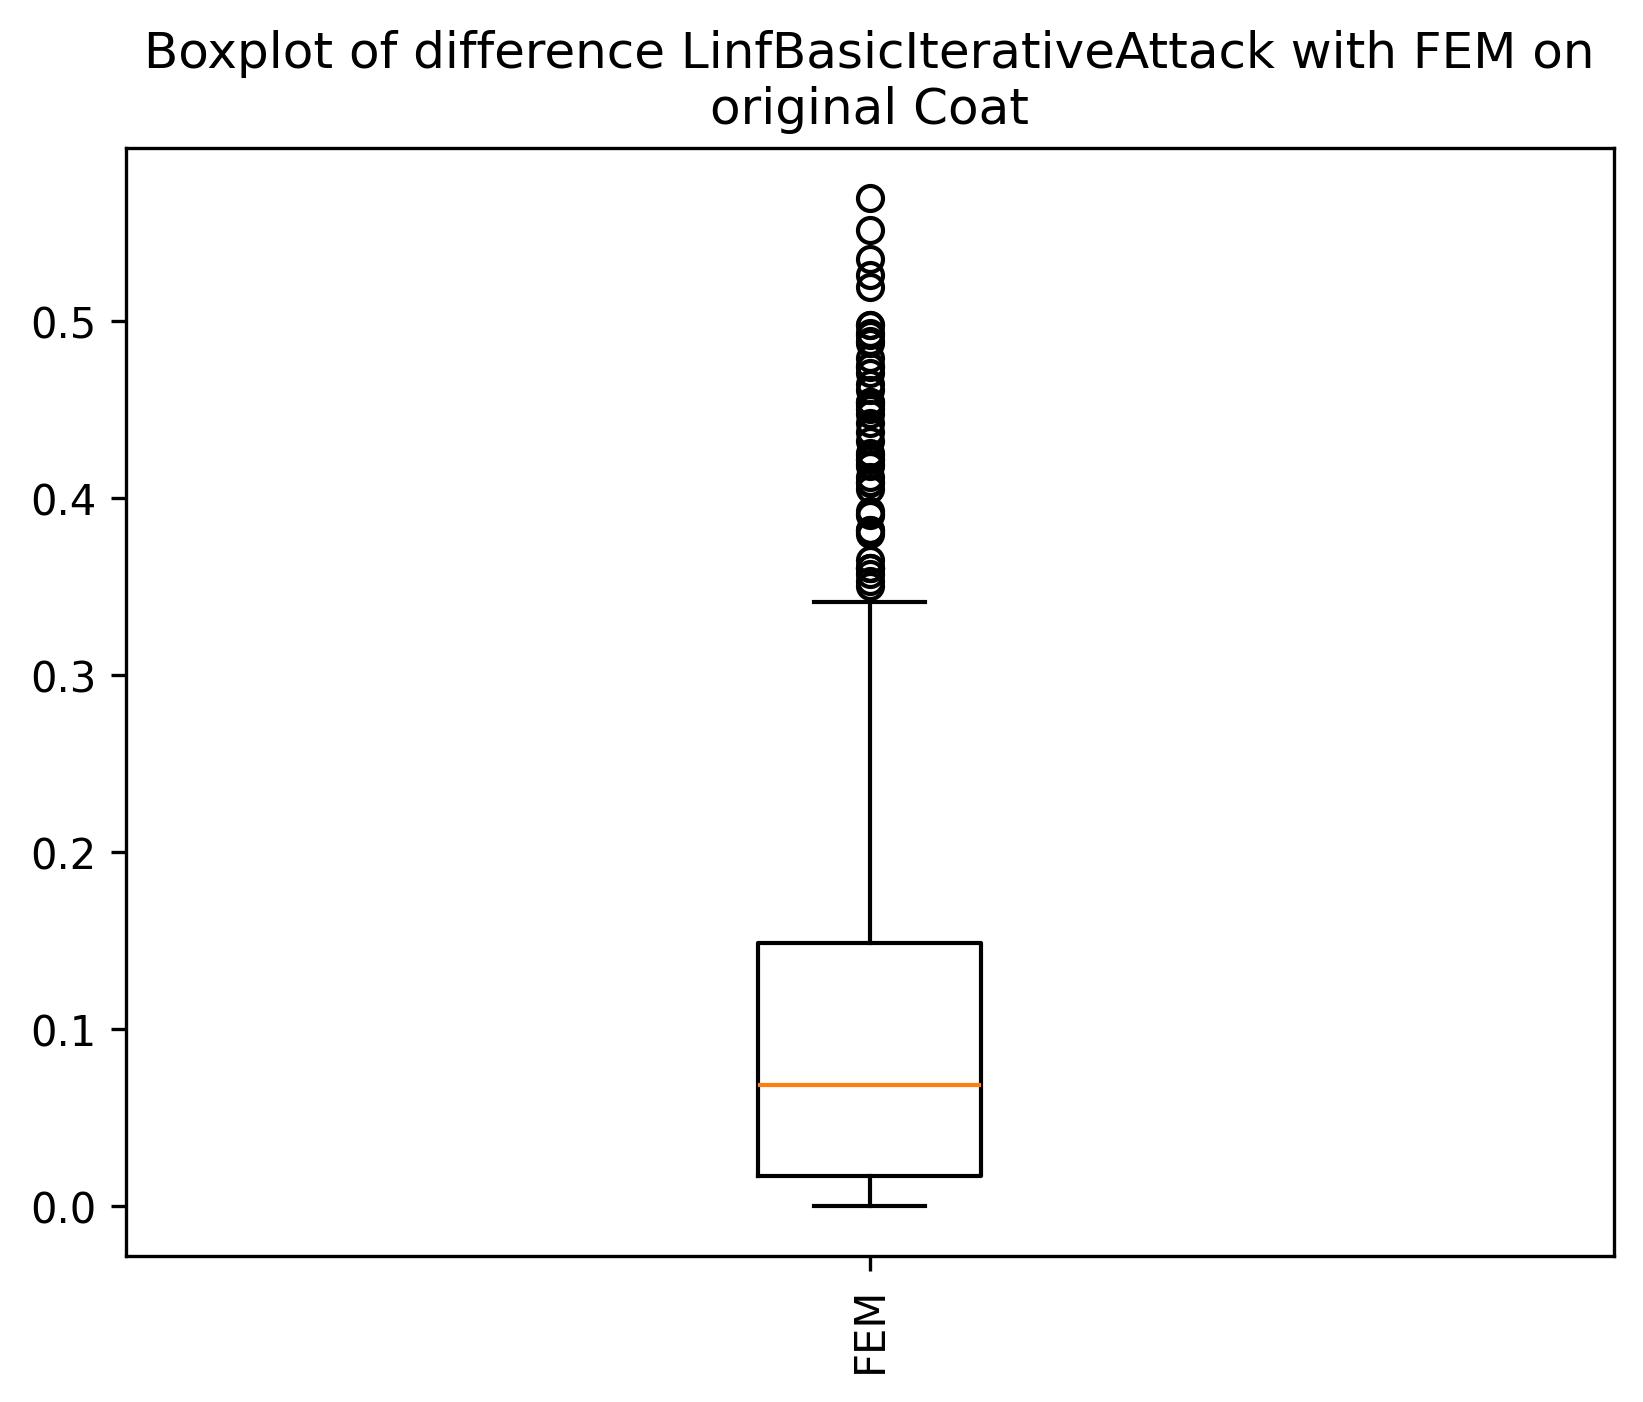 Boxplot of difference LinfBasicIterativeAttack with FEM on
original Coat
0.5
0.4
0.3
0.2
0.1
0.0
FEM